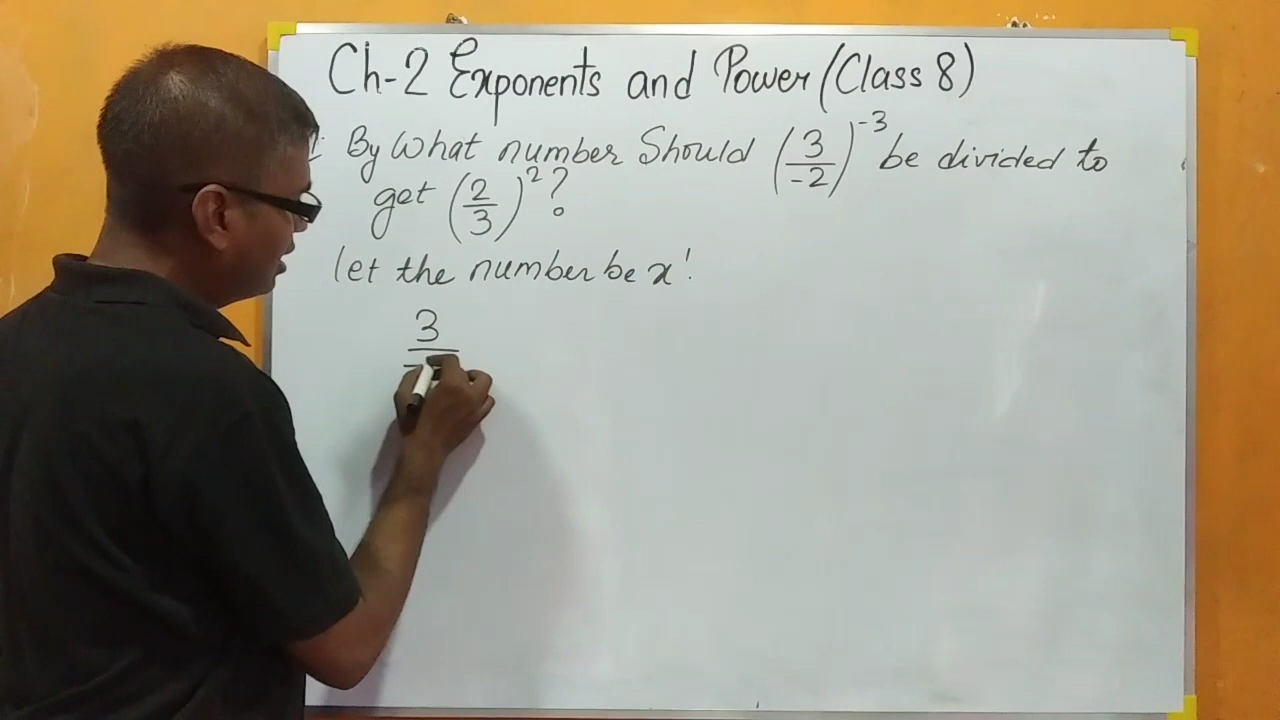 Ch-2 Exponents and Power (Class 8)
By What number Should (3/-2)^-3 be divided to
get (2/3)^2?
let the number be x'.
3